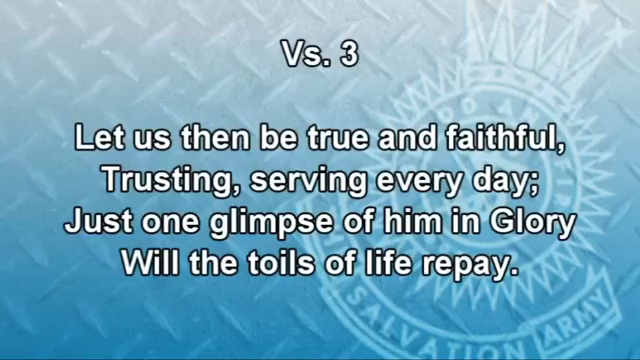 Vs. 3
Let us then be true and faithful,
Trusting, serving every day;
Just one glimpse of him in Glory
Will the toils of life repay.
SALVATION ARMY